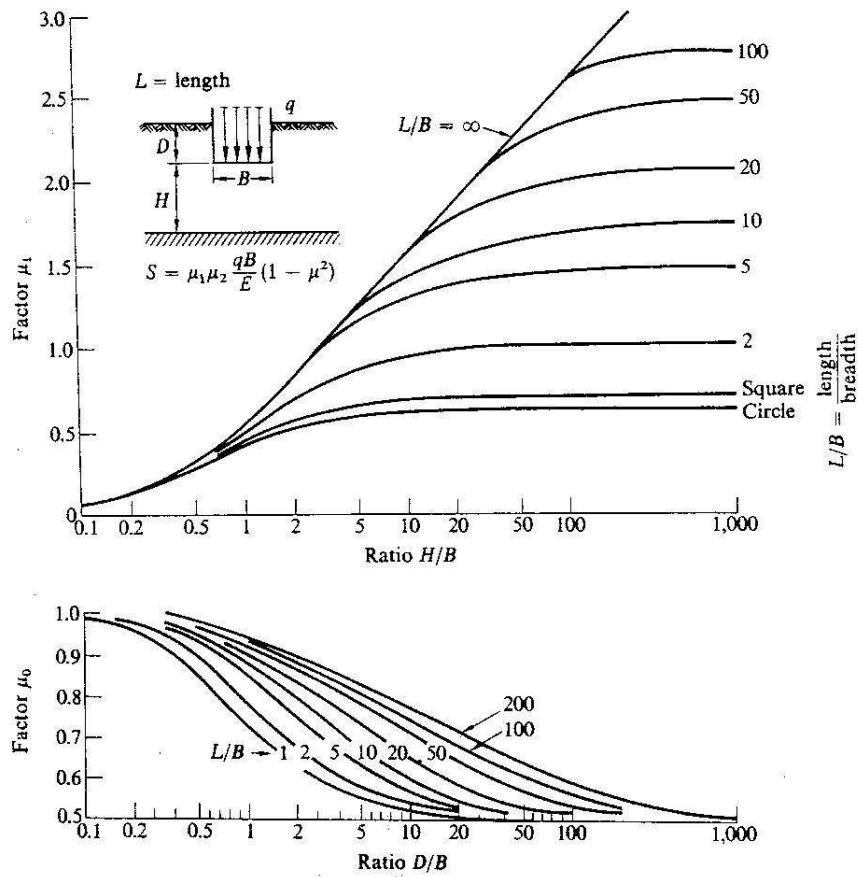 3.0
2.5
2.0
1.5
1.0
0.5
0
Factor μ₁
L = length
q
D
B
H
S = μ₁μ₂ qB/E (1 − μ²)
L/B = ∞
100
50
20
10
5
2
Square
Circle
L/B = length/breadth
0.1 0.2 0.5 1 2 5 10 20 50 100 1,000
Ratio H/B
1.0
0.9
0.8
0.7
0.6
0.5
Factor μ₀
L/B → 1 2 5 10 20 50
200
100
0.1 0.2 0.5 1 2 5 10 20 50 100 1,000
Ratio D/B